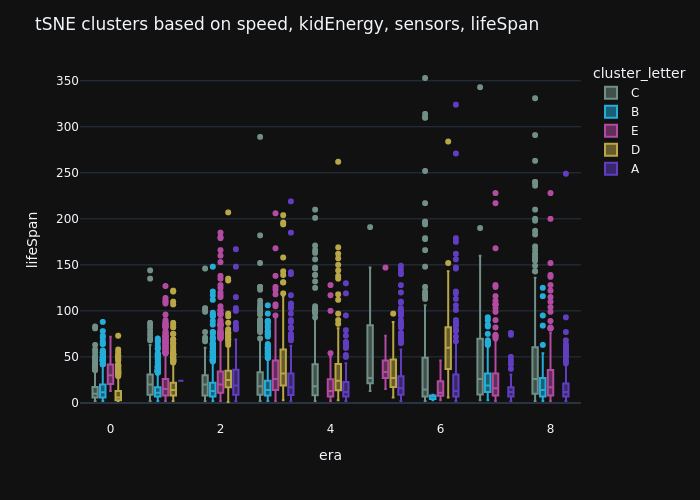 tSNE clusters based on speed, kidEnergy, sensors, lifeSpan
cluster_letter
C
B
E
D
A
lifeSpan
350
300
250
200
150
100
50
0
0
2
4
6
8
era